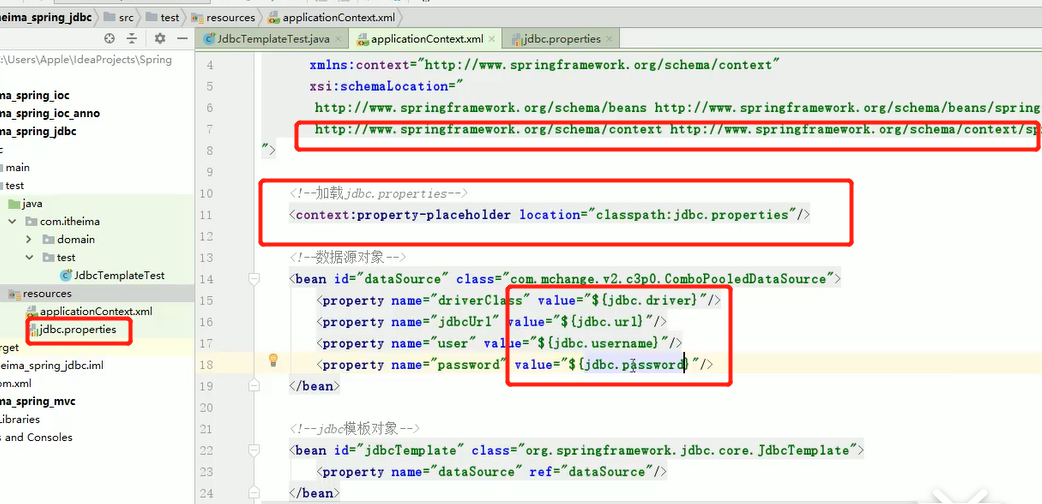 heima_spring_jdbc src test resources applicationContext.xml
JdbcTemplateTest.java applicationContext.xml jdbc.properties
:\Users\Apple\IdeaProjects\Spring
ma_spring_ioc
ma_spring_ioc_anno
ma_spring_jdbc
main
test
java
com.itheima
domain
test
JdbcTemplateTest
resources
applicationContext.xml
jdbc.properties
rget
eima_spring_jdbc.iml
om.xml
ma_spring_mvc
Libraries
s and Consoles
4 xmlns:context="http://www.springframework.org/schema/context"
5 xsi:schemaLocation="
6 http://www.springframework.org/schema/beans http://www.springframework.org/schema/beans/spring
7 http://www.springframework.org/schema/context http://www.springframework.org/schema/context/sp
8 ">
9
10 <!--加载jdbc.properties-->
11 <context:property-placeholder location="classpath:jdbc.properties"/>
12
13 <!--数据源对象-->
14 <bean id="dataSource" class="com.mchange.v2.c3p0.ComboPooledDataSource">
15 <property name="driverClass" value="${jdbc.driver}"/>
16 <property name="jdbcUrl" value="${jdbc.url}"/>
17 <property name="user" value="${jdbc.username}"/>
18 <property name="password" value="${jdbc.password}"/>
19 </bean>
20
21 <!--jdbc模板对象-->
22 <bean id="jdbcTemplate" class="org.springframework.jdbc.core.JdbcTemplate">
23 <property name="dataSource" ref="dataSource"/>
24 </bean>